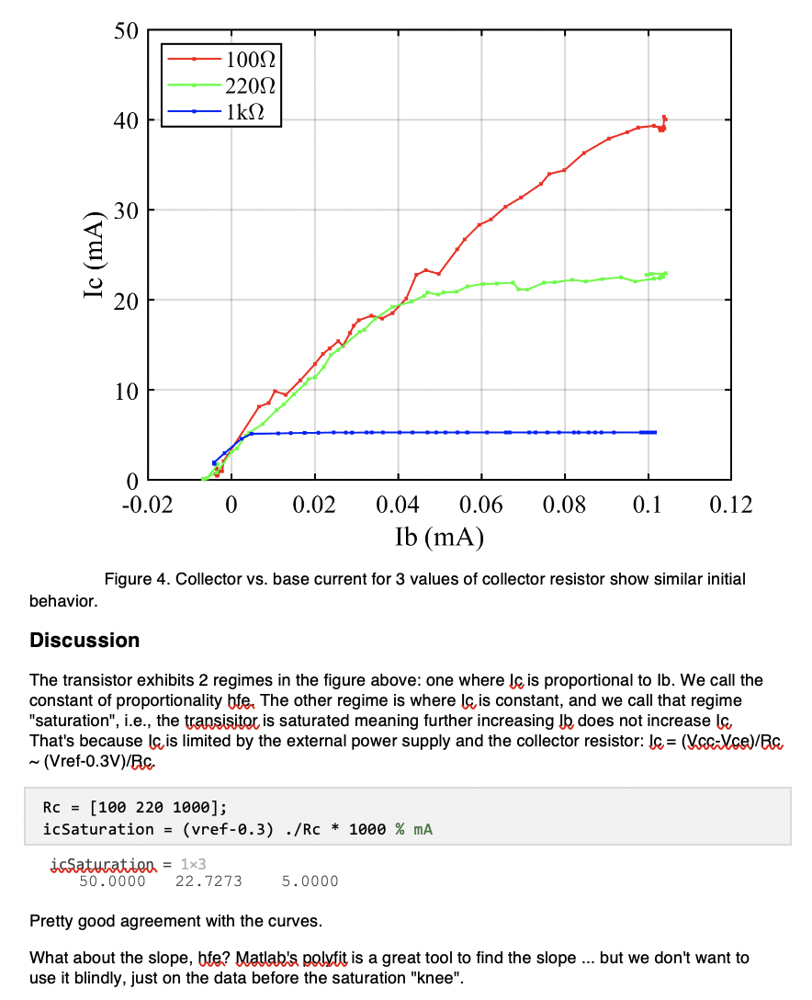 50
100Ω
220Ω
1kΩ
40
30
20
10
0
Ic (mA)
-0.02 0 0.02 0.04 0.06 0.08 0.1 0.12
Ib (mA)
Figure 4. Collector vs. base current for 3 values of collector resistor show similar initial
behavior.
Discussion
The transistor exhibits 2 regimes in the figure above: one where Ic is proportional to Ib. We call the
constant of proportionality hfe. The other regime is where Ic is constant, and we call that regime
"saturation", i.e., the transisitor is saturated meaning further increasing Ib does not increase Ic.
That's because Ic is limited by the external power supply and the collector resistor: Ic = (Vcc-Vce)/Rc
~ (Vref-0.3V)/Rc.
Rc = [100 220 1000];
icSaturation = (vref-0.3) ./Rc * 1000 % mA
icSaturation = 1×3
50.0000 22.7273 5.0000
Pretty good agreement with the curves.
What about the slope, hfe? Matlab's polyfit is a great tool to find the slope ... but we don't want to
use it blindly, just on the data before the saturation "knee".